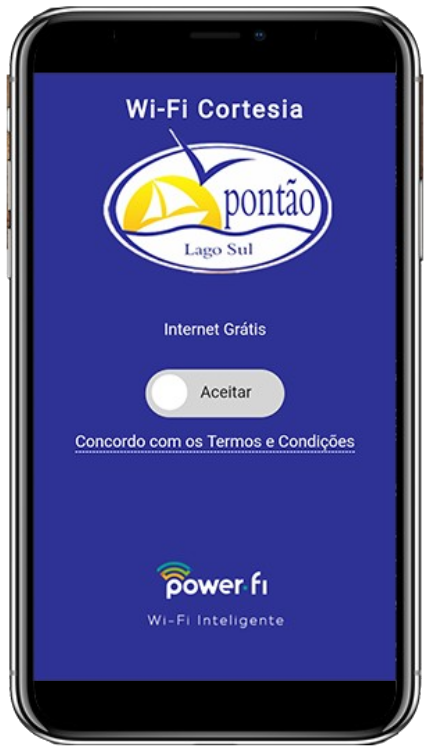 Wi-Fi Cortesia
pontão
Lago Sul
Internet Grátis
Aceitar
Concordo com os Termos e Condições
power.fi
Wi-Fi Inteligente